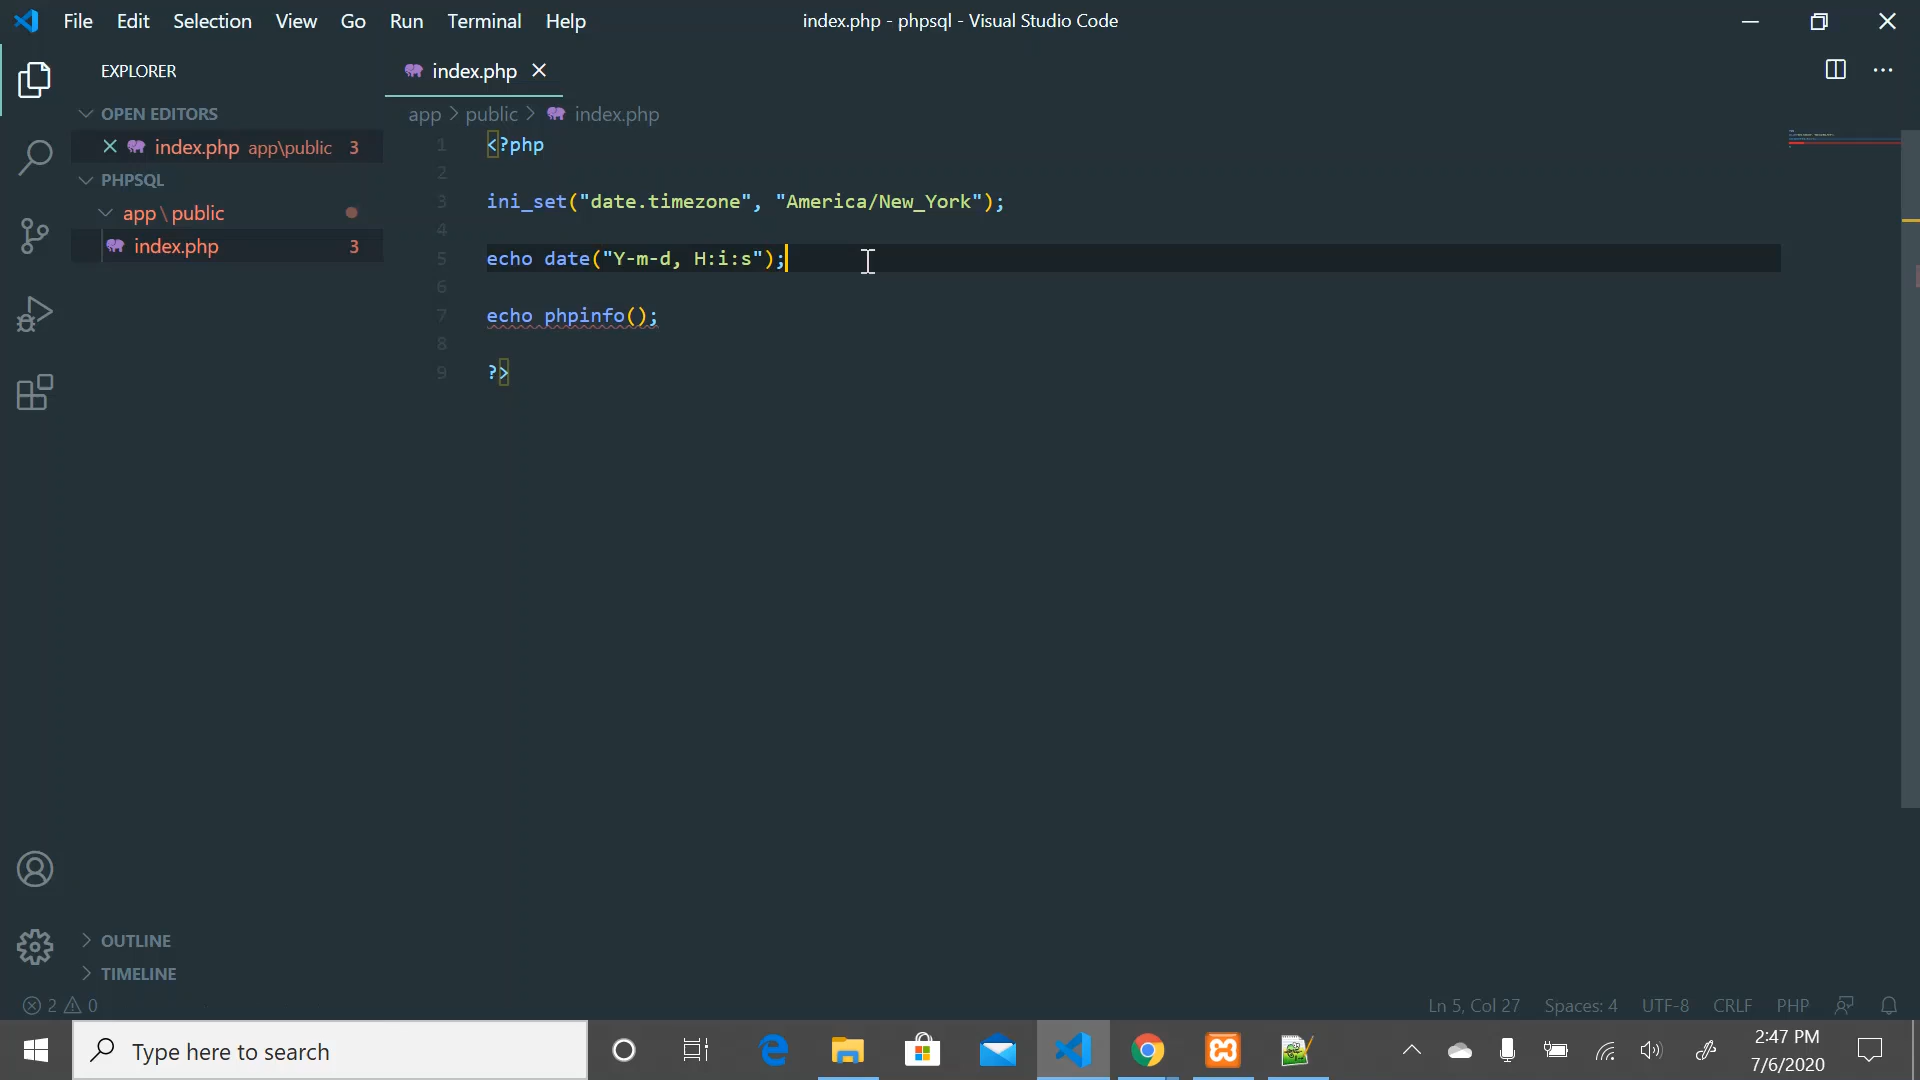 File Edit Selection View Go Run Terminal Help
index.php - phpsql - Visual Studio Code
EXPLORER
OPEN EDITORS
index.php app\public 3
PHPSQL
app \ public
index.php 3
OUTLINE
TIMELINE
index.php
app > public > index.php
1 <?php
2
3 ini_set("date.timezone", "America/New_York");
4
5 echo date("Y-m-d, H:i:s");
6
7 echo phpinfo();
8
9 ?>
2 0
Ln 5, Col 27 Spaces: 4 UTF-8 CRLF PHP
Type here to search
2:47 PM
7/6/2020